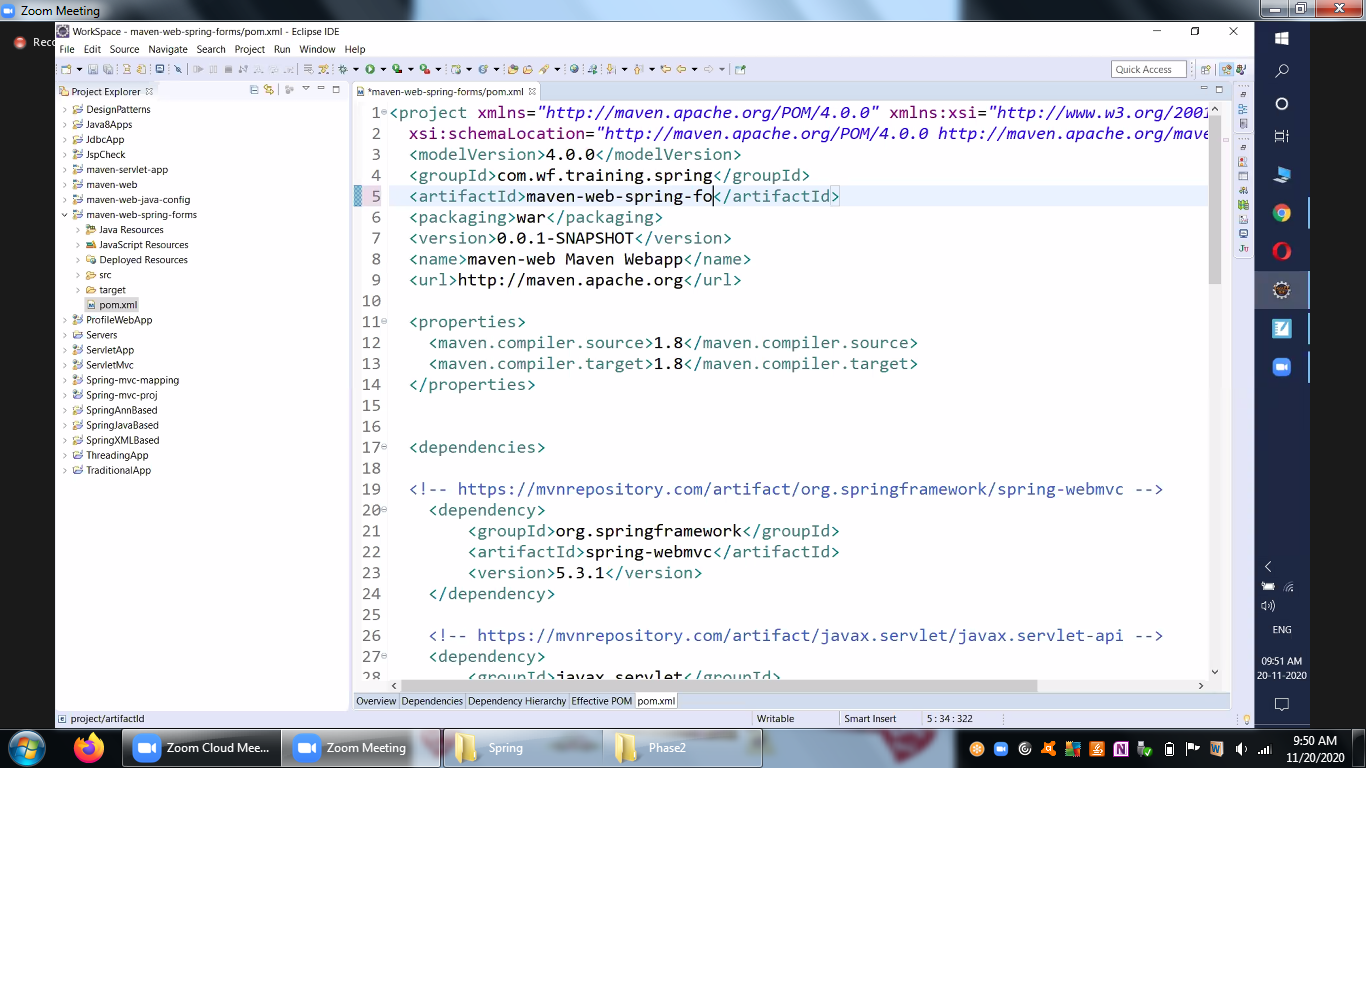 Zoom Meeting
Reco
WorkSpace - maven-web-spring-forms/pom.xml - Eclipse IDE
File Edit Source Navigate Search Project Run Window Help
Quick Access
Project Explorer
*maven-web-spring-forms/pom.xml
DesignPatterns
Java8Apps
JdbcApp
JspCheck
maven-servlet-app
maven-web
maven-web-java-config
maven-web-spring-forms
Java Resources
JavaScript Resources
Deployed Resources
src
target
pom.xml
ProfileWebApp
Servers
ServletApp
ServletMvc
Spring-mvc-mapping
Spring-mvc-proj
SpringAnnBased
SpringJavaBased
SpringXMLBased
ThreadingApp
TraditionalApp
1 <project xmlns="http://maven.apache.org/POM/4.0.0" xmlns:xsi="http://www.w3.org/2001
2 xsi:schemaLocation="http://maven.apache.org/POM/4.0.0 http://maven.apache.org/mave
3 <modelVersion>4.0.0</modelVersion>
4 <groupId>com.wf.training.spring</groupId>
5 <artifactId>maven-web-spring-fo</artifactId>
6 <packaging>war</packaging>
7 <version>0.0.1-SNAPSHOT</version>
8 <name>maven-web Maven Webapp</name>
9 <url>http://maven.apache.org</url>
10
11 <properties>
12 <maven.compiler.source>1.8</maven.compiler.source>
13 <maven.compiler.target>1.8</maven.compiler.target>
14 </properties>
15
16
17 <dependencies>
18
19 <!-- https://mvnrepository.com/artifact/org.springframework/spring-webmvc -->
20 <dependency>
21 <groupId>org.springframework</groupId>
22 <artifactId>spring-webmvc</artifactId>
23 <version>5.3.1</version>
24 </dependency>
25
26 <!-- https://mvnrepository.com/artifact/javax.servlet/javax.servlet-api -->
27 <dependency>
28 <groupId>javax.servlet</groupId>
Overview Dependencies Dependency Hierarchy Effective POM pom.xml
project/artifactId
Writable
Smart Insert
5 : 34 : 322
ENG
09:51 AM
20-11-2020
Zoom Cloud Mee...
Zoom Meeting
Spring
Phase2
9:50 AM
11/20/2020